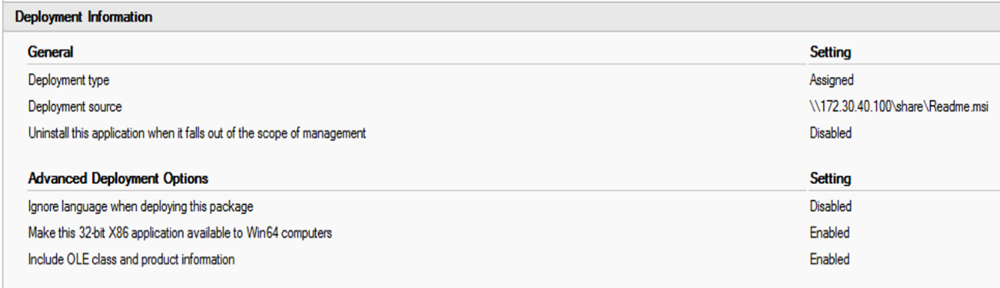 Deployment Information
General Setting
Deployment type Assigned
Deployment source \\172.30.40.100\share\Readme.msi
Uninstall this application when it falls out of the scope of management Disabled
Advanced Deployment Options Setting
Ignore language when deploying this package Disabled
Make this 32-bit X86 application available to Win64 computers Enabled
Include OLE class and product information Enabled